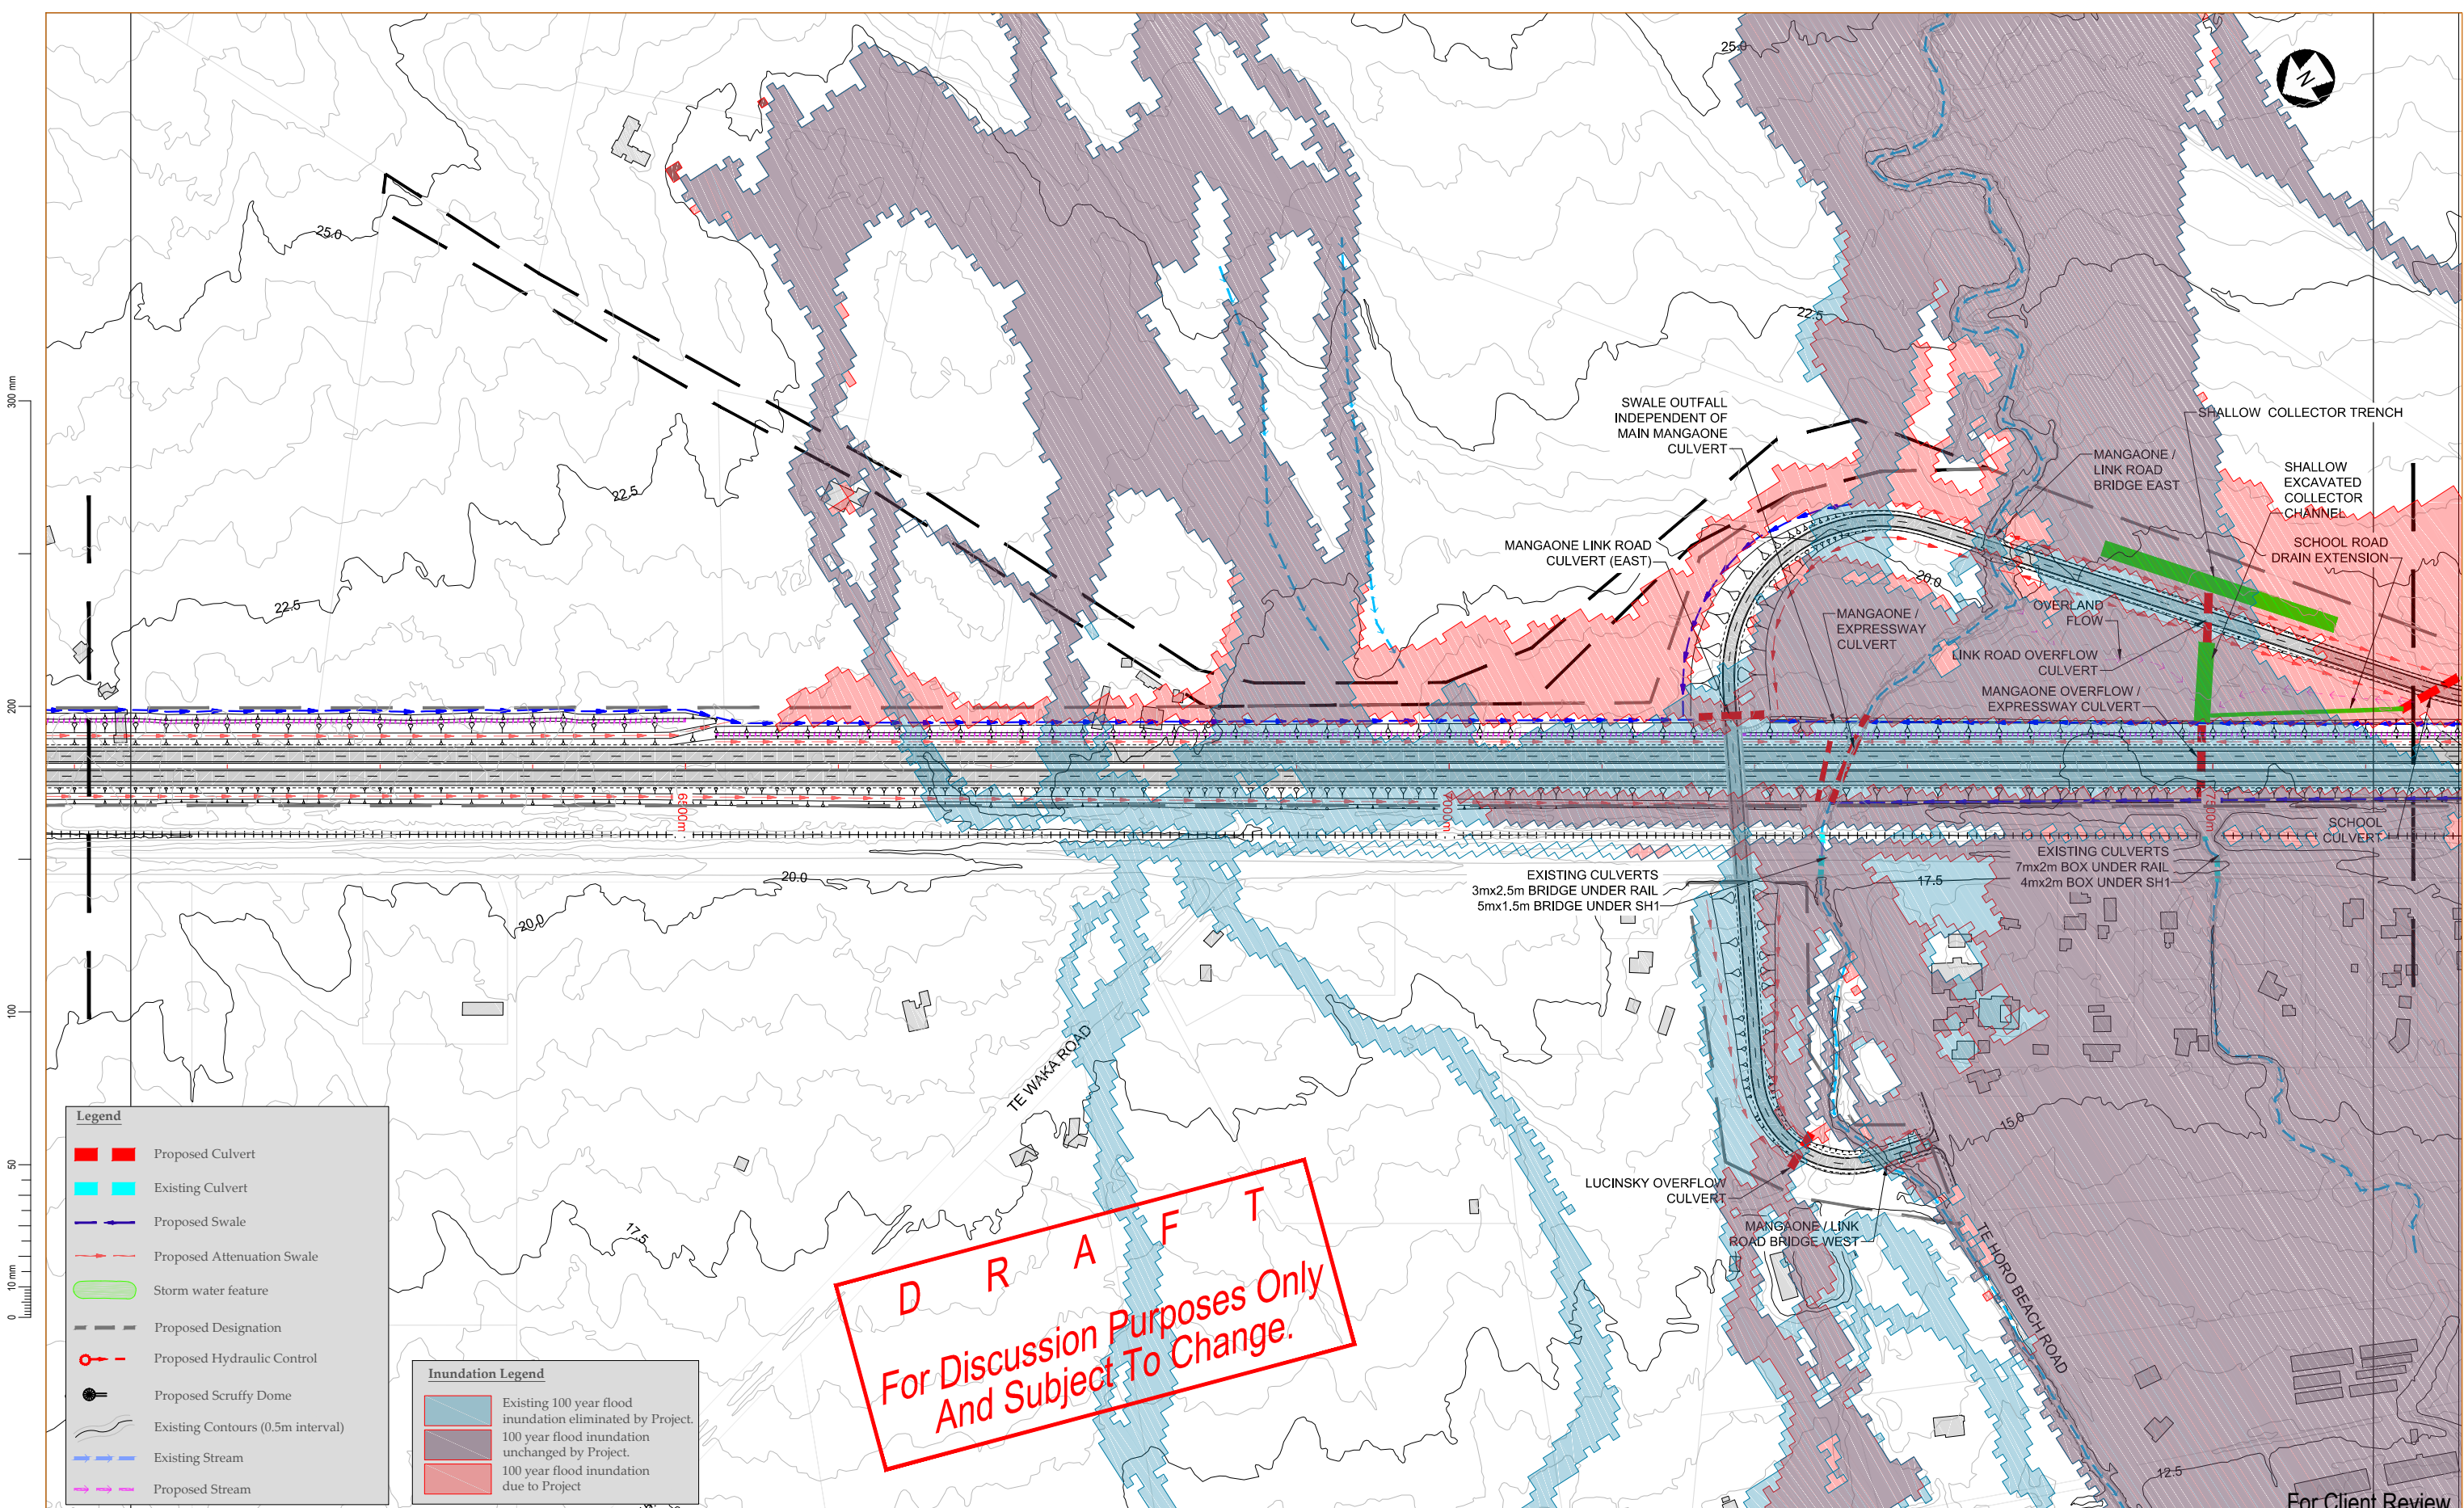 25.0
N
25.0
22.5
300 mm
SWALE OUTFALL
INDEPENDENT OF
MAIN MANGAONE
CULVERT
SHALLOW COLLECTOR TRENCH
MANGAONE /
LINK ROAD
BRIDGE EAST
SHALLOW
EXCAVATED
COLLECTOR
CHANNEL
22.5
MANGAONE LINK ROAD
CULVERT (EAST)
SCHOOL ROAD
DRAIN EXTENSION
20.0
22.5
OVERLAND
FLOW
MANGAONE /
EXPRESSWAY
CULVERT
LINK ROAD OVERFLOW
CULVERT
MANGAONE OVERFLOW /
EXPRESSWAY CULVERT
200
6500m
7000m
7500m
SCHOOL
CULVERT
EXISTING CULVERTS
7mx2m BOX UNDER RAIL
4mx2m BOX UNDER SH1
20.0
EXISTING CULVERTS
3mx2.5m BRIDGE UNDER RAIL
5mx1.5m BRIDGE UNDER SH1
17.5
20.0
100
TE WAKA ROAD
15.0
Legend
Proposed Culvert
Existing Culvert
Proposed Swale
Proposed Attenuation Swale
Storm water feature
Proposed Designation
Proposed Hydraulic Control
Proposed Scruffy Dome
Existing Contours (0.5m interval)
Existing Stream
Proposed Stream
50
10 mm
0
17.5
LUCINSKY OVERFLOW
CULVERT
MANGAONE / LINK
ROAD BRIDGE WEST
TE HORO BEACH ROAD
D R A F T
For Discussion Purposes Only
And Subject To Change.
Inundation Legend
Existing 100 year flood
inundation eliminated by Project.
100 year flood inundation
unchanged by Project.
100 year flood inundation
due to Project
12.5
For Client Review